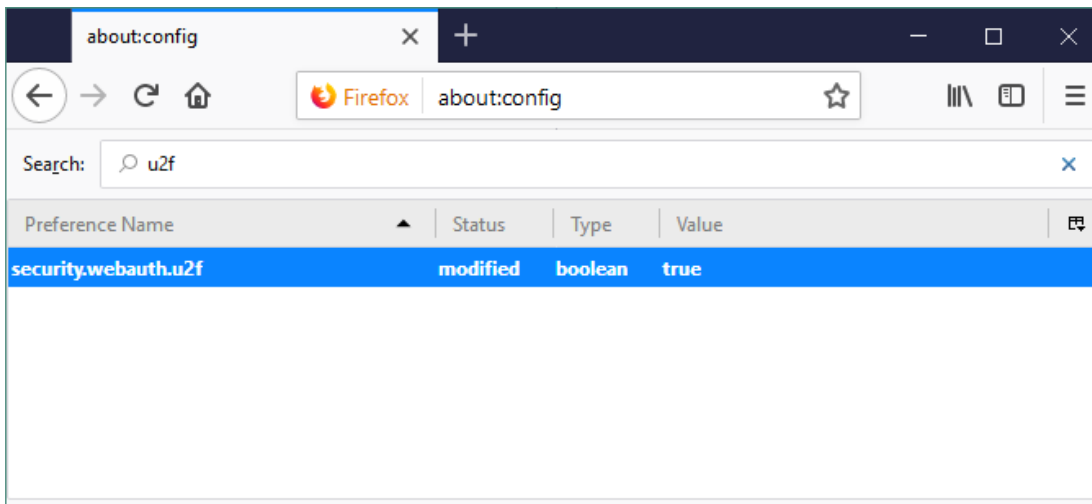 about:config
Firefox about:config
Search: u2f
Preference Name Status Type Value
security.webauth.u2f modified boolean true